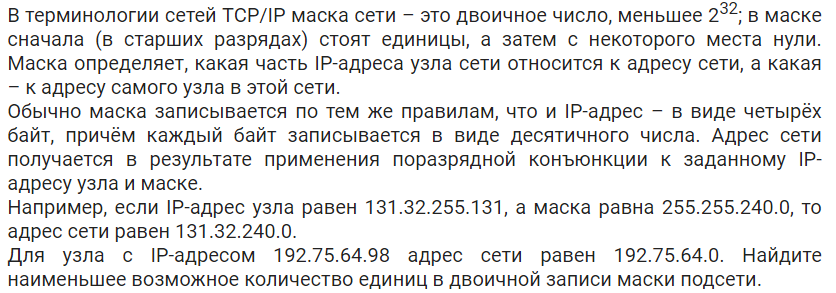 В терминологии сетей TCP/IP маска сети – это двоичное число, меньшее 2³²; в маске
сначала (в старших разрядах) стоят единицы, а затем с некоторого места нули.
Маска определяет, какая часть IP-адреса узла сети относится к адресу сети, а какая
– к адресу самого узла в этой сети.
Обычно маска записывается по тем же правилам, что и IP-адрес – в виде четырёх
байт, причём каждый байт записывается в виде десятичного числа. Адрес сети
получается в результате применения поразрядной конъюнкции к заданному IP-
адресу узла и маске.
Например, если IP-адрес узла равен 131.32.255.131, а маска равна 255.255.240.0, то
адрес сети равен 131.32.240.0.
Для узла с IP-адресом 192.75.64.98 адрес сети равен 192.75.64.0. Найдите
наименьшее возможное количество единиц в двоичной записи маски подсети.